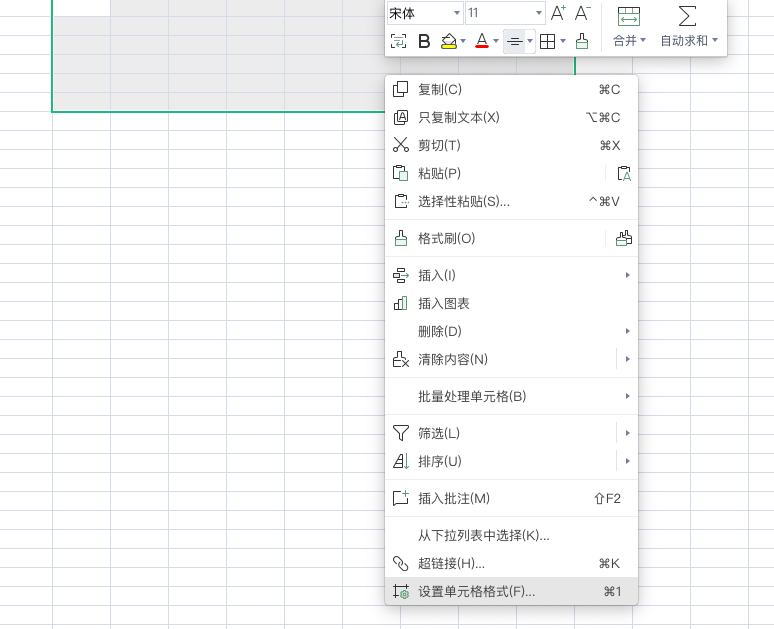 宋体 11 A+ A-
B A 合并 自动求和
复制(C) ⌘C
只复制文本(X) ⌥⌘C
剪切(T) ⌘X
粘贴(P)
选择性粘贴(S)... ^⌘V
格式刷(O)
插入(I)
插入图表
删除(D)
清除内容(N)
批量处理单元格(B)
筛选(L)
排序(U)
插入批注(M) ⇧F2
从下拉列表中选择(K)...
超链接(H)... ⌘K
设置单元格格式(F)... ⌘1